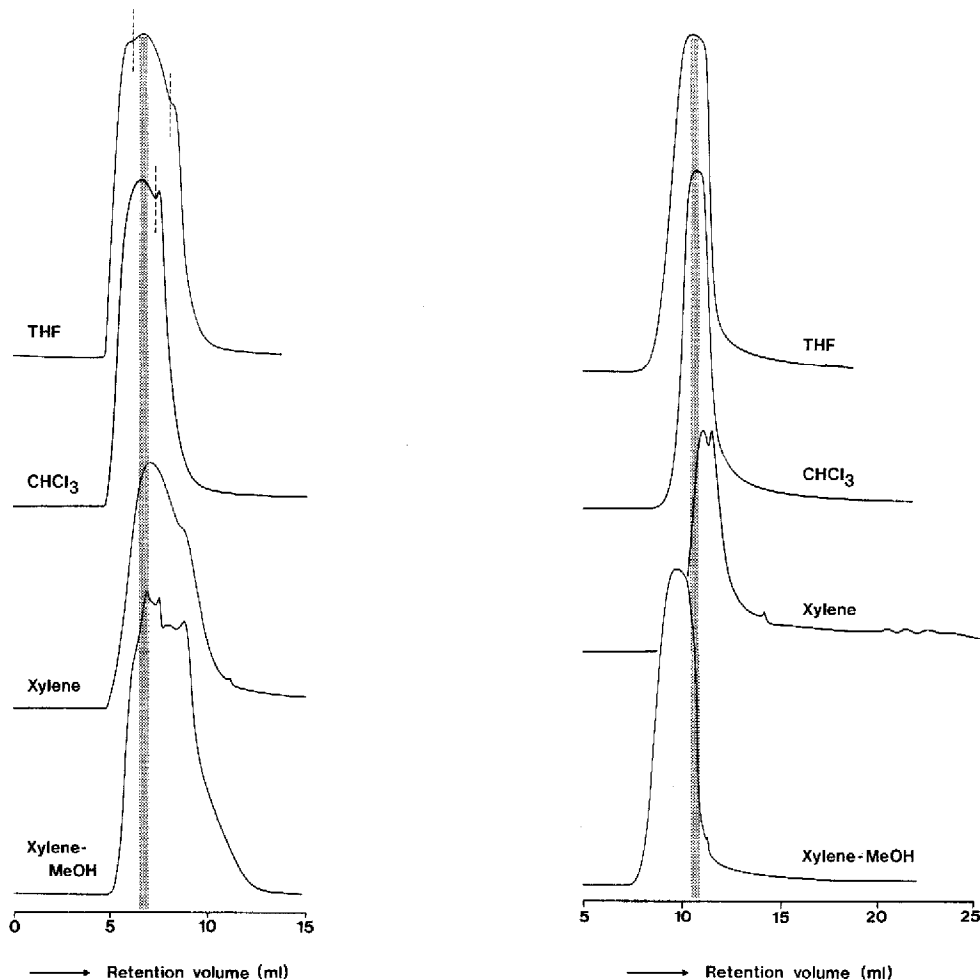 THF
CHCl3
Xylene
Xylene-
MeOH
0 5 10 15
Retention volume (ml)
THF
CHCl3
Xylene
Xylene-MeOH
5 10 15 20 25
Retention volume (ml)